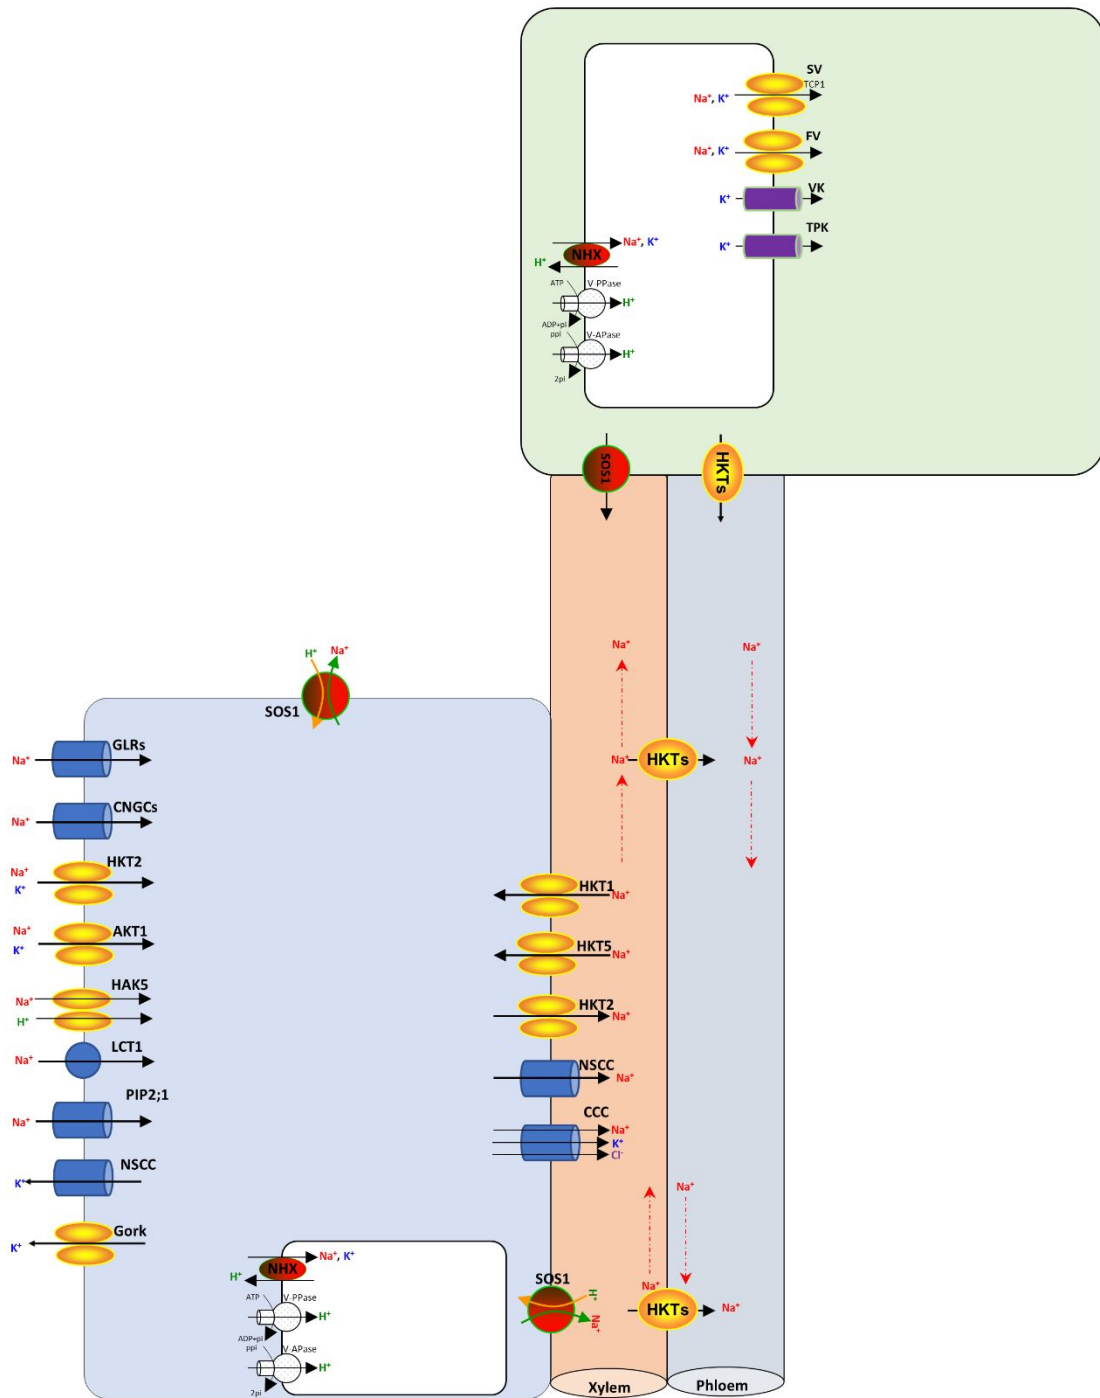 SV
TCP1
Na⁺, K⁺
FV
Na⁺, K⁺
VK
K⁺
TPK
K⁺
Na⁺, K⁺
NHX
H⁺
ATP
V-PPase
H⁺
ADP+pi
ppi
V-APase
H⁺
2pi
SOS1
HKTs
H⁺
Na⁺
SOS1
Na⁺
Na⁺
GLRs
Na⁺
Na⁺
HKTs
Na⁺
CNGCs
Na⁺
HKT2
Na⁺
K⁺
HKT1
Na⁺
AKT1
Na⁺
K⁺
HKT5
Na⁺
HAK5
Na⁺
H⁺
HKT2
Na⁺
LCT1
Na⁺
NSCC
Na⁺
PIP2;1
Na⁺
CCC
Na⁺
K⁺
Cl⁻
NSCC
K⁺
Na⁺
Gork
K⁺
Na⁺, K⁺
NHX
H⁺
ATP
V-PPase
H⁺
ADP+pi
ppi
V-APase
H⁺
2pi
SOS1
H⁺
Na⁺
Na⁺
HKTs
Na⁺
Xylem
Phloem